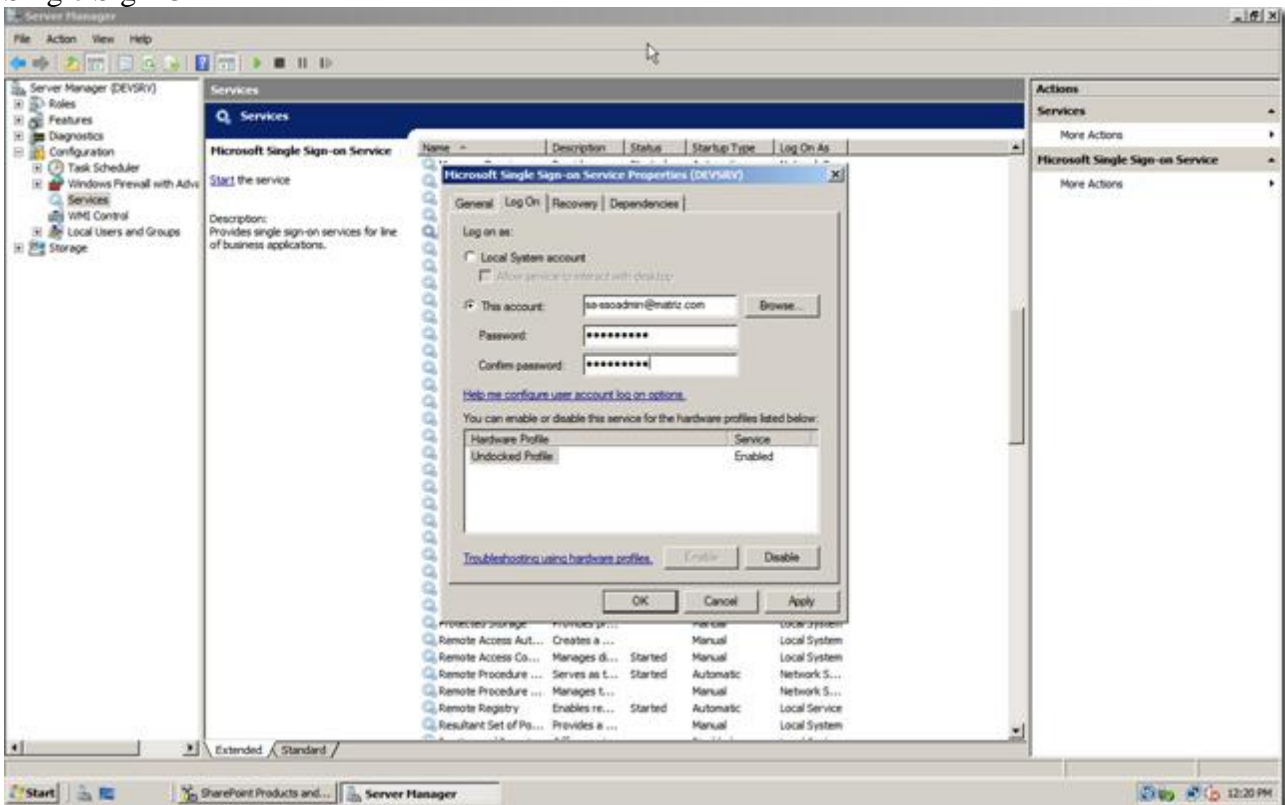 Server Manager
File Action View Help
Server Manager (DEVSRV)
Roles
Features
Diagnostics
Configuration
Task Scheduler
Windows Firewall with Adva
Services
WMI Control
Local Users and Groups
Storage
Services
Services
Microsoft Single Sign-on Service
Start the service
Description:
Provides single sign-on services for line
of business applications.
Name Description Status Startup Type Log On As
Microsoft Single Sign-on Service Properties (DEVSRV)
General Log On Recovery Dependencies
Log on as:
Local System account
Allow service to interact with desktop
This account: sa-ssoadmin@matriz.com Browse...
Password:
Confirm password:
Help me configure user account log on options.
You can enable or disable this service for the hardware profiles listed below:
Hardware Profile Service
Undocked Profile Enabled
Troubleshooting using hardware profiles. Enable Disable
OK Cancel Apply
Protected Storage Provides pr... Manual Local System
Remote Access Aut... Creates a ... Manual Local System
Remote Access Co... Manages di... Started Manual Local System
Remote Procedure ... Serves as t... Started Automatic Network S...
Remote Procedure ... Manages t... Manual Network S...
Remote Registry Enables re... Started Automatic Local Service
Resultant Set of Po... Provides a ... Manual Local System
Extended Standard
Actions
Services
More Actions
Microsoft Single Sign-on Service
More Actions
Start SharePoint Products and... Server Manager 12:20 PM